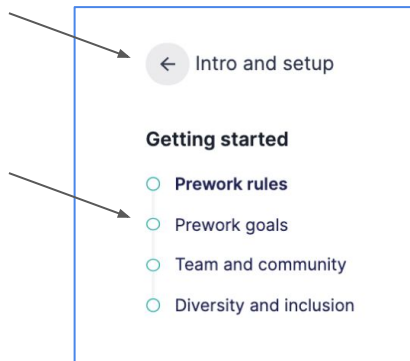 Intro and setup
Getting started
Prework rules
Prework goals
Team and community
Diversity and inclusion